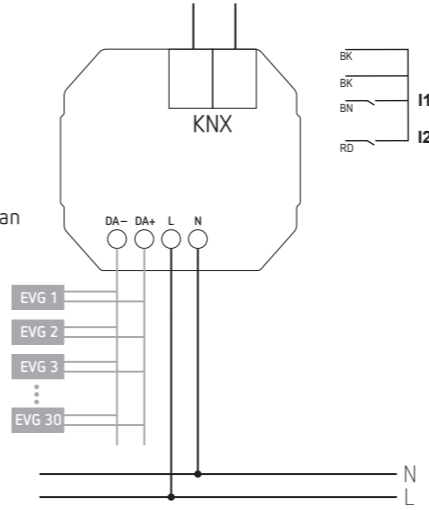 BK
BK
BN I1
RD I2
KNX
an
DA– DA+ L N
EVG 1
EVG 2
EVG 3
EVG 30
N
L